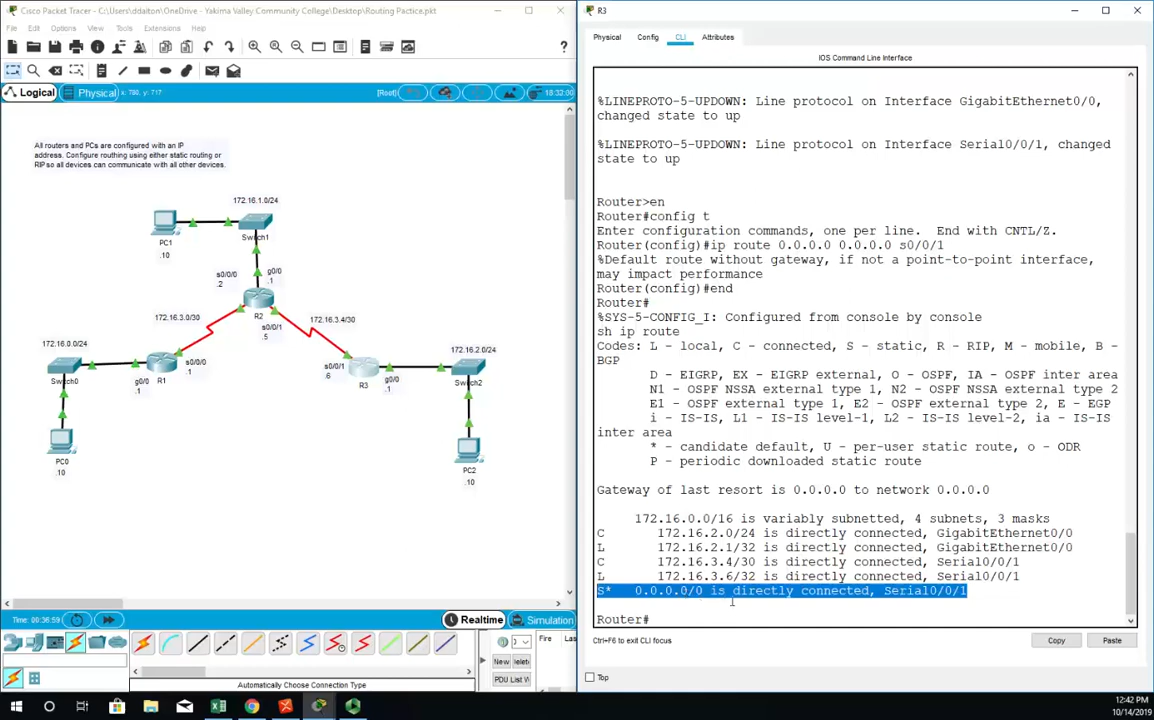 Cisco Packet Tracer - C:\Users\ddalton\OneDrive - Yakima Valley Community College\Desktop\Routing Pactice.pkt
File Edit Options View Tools Extensions Help
?
Logical
Physical
x: 780, y: 717
[Root]
18:32:00
All routers and PCs are configured with an IP
address. Configure routhing using either static routing or
RIP so all devices can communicate with all other devices.
172.16.1.0/24
PC1
.10
Switch1
s0/0/0
.2
g0/0
.1
R2
s0/0/1
.5
172.16.3.0/30
172.16.3.4/30
172.16.0.0/24
Switch0
g0/0
.1
R1
s0/0/0
.1
s0/0/1
.6
R3
g0/0
.1
172.16.2.0/24
Switch2
PC0
.10
PC2
.10
Time: 00:36:59
Realtime
Simulation
Fire
New
PDU List
Automatically Choose Connection Type
R3
Physical Config CLI Attributes
IOS Command Line Interface
%LINEPROTO-5-UPDOWN: Line protocol on Interface GigabitEthernet0/0,
changed state to up
%LINEPROTO-5-UPDOWN: Line protocol on Interface Serial0/0/1, changed
state to up
Router>en
Router#config t
Enter configuration commands, one per line. End with CNTL/Z.
Router(config)#ip route 0.0.0.0 0.0.0.0 s0/0/1
%Default route without gateway, if not a point-to-point interface,
may impact performance
Router(config)#end
Router#
%SYS-5-CONFIG_I: Configured from console by console
sh ip route
Codes: L - local, C - connected, S - static, R - RIP, M - mobile, B -
BGP
D - EIGRP, EX - EIGRP external, O - OSPF, IA - OSPF inter area
N1 - OSPF NSSA external type 1, N2 - OSPF NSSA external type 2
E1 - OSPF external type 1, E2 - OSPF external type 2, E - EGP
i - IS-IS, L1 - IS-IS level-1, L2 - IS-IS level-2, ia - IS-IS
inter area
* - candidate default, U - per-user static route, o - ODR
P - periodic downloaded static route
Gateway of last resort is 0.0.0.0 to network 0.0.0.0
172.16.0.0/16 is variably subnetted, 4 subnets, 3 masks
C 172.16.2.0/24 is directly connected, GigabitEthernet0/0
L 172.16.2.1/32 is directly connected, GigabitEthernet0/0
C 172.16.3.4/30 is directly connected, Serial0/0/1
L 172.16.3.6/32 is directly connected, Serial0/0/1
S* 0.0.0.0/0 is directly connected, Serial0/0/1
Router#
Ctrl+F6 to exit CLI focus
Copy Paste
Top
12:42 PM
10/14/2019